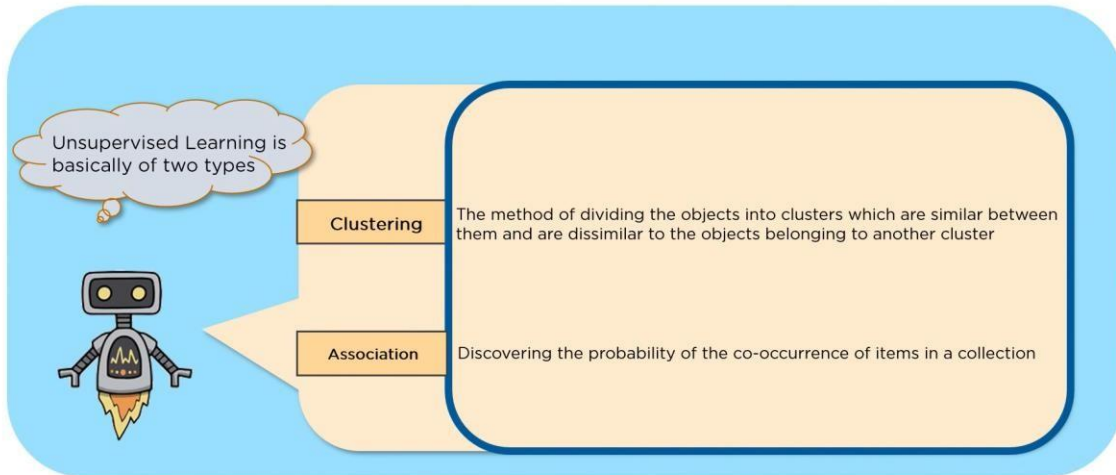 Unsupervised Learning is
basically of two types
Clustering
The method of dividing the objects into clusters which are similar between
them and are dissimilar to the objects belonging to another cluster
Association
Discovering the probability of the co-occurrence of items in a collection